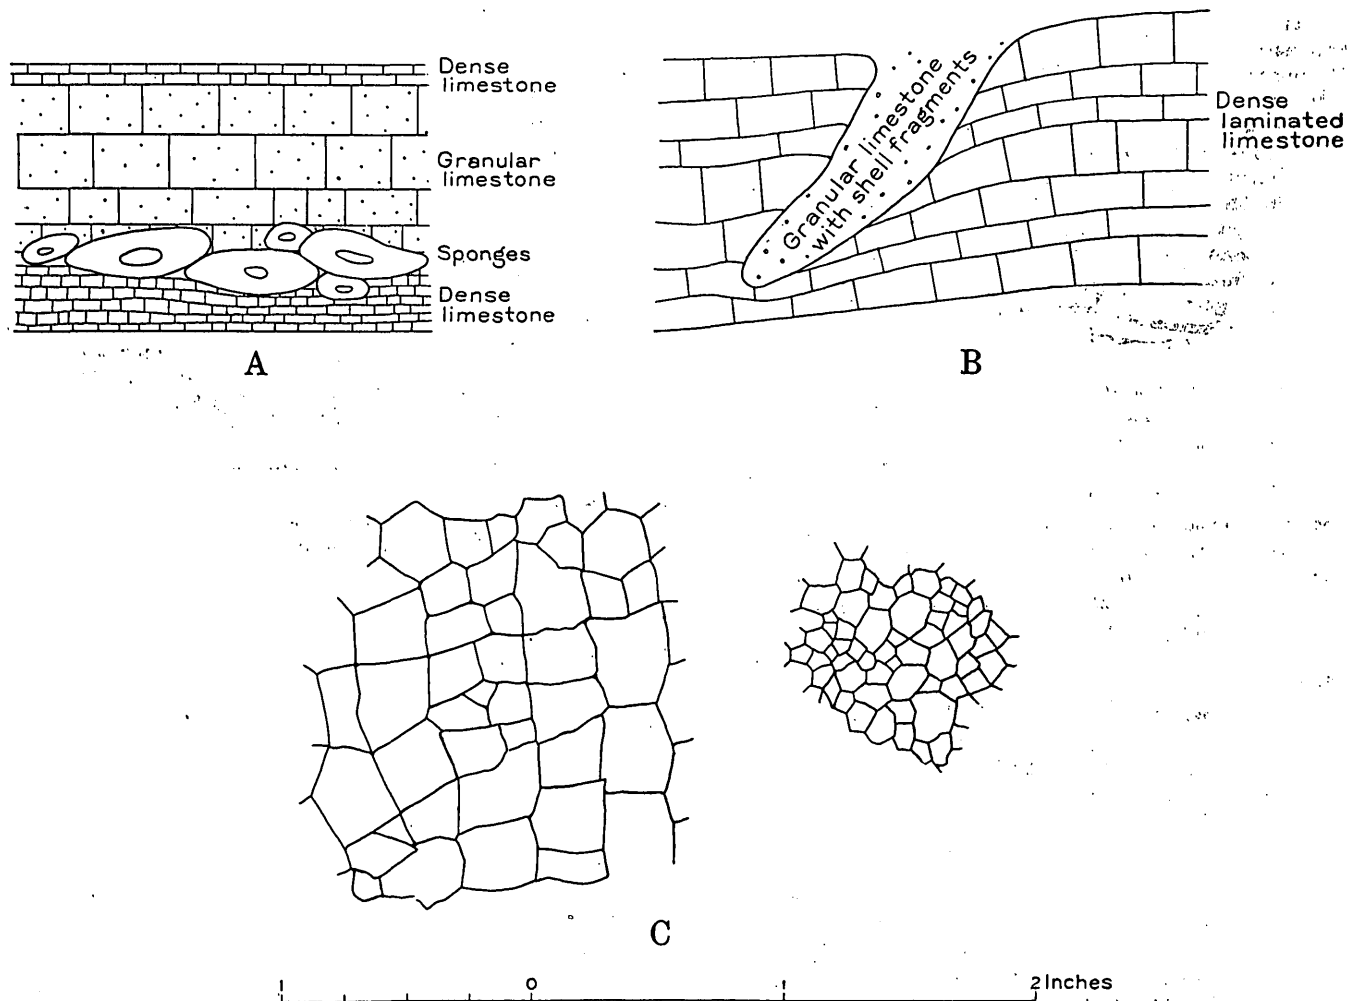 Dense
limestone
Granular
limestone
Sponges
Dense
limestone
A
Granular limestone
with shell fragments
Dense
laminated
limestone
B
C
1 0 1 2 Inches